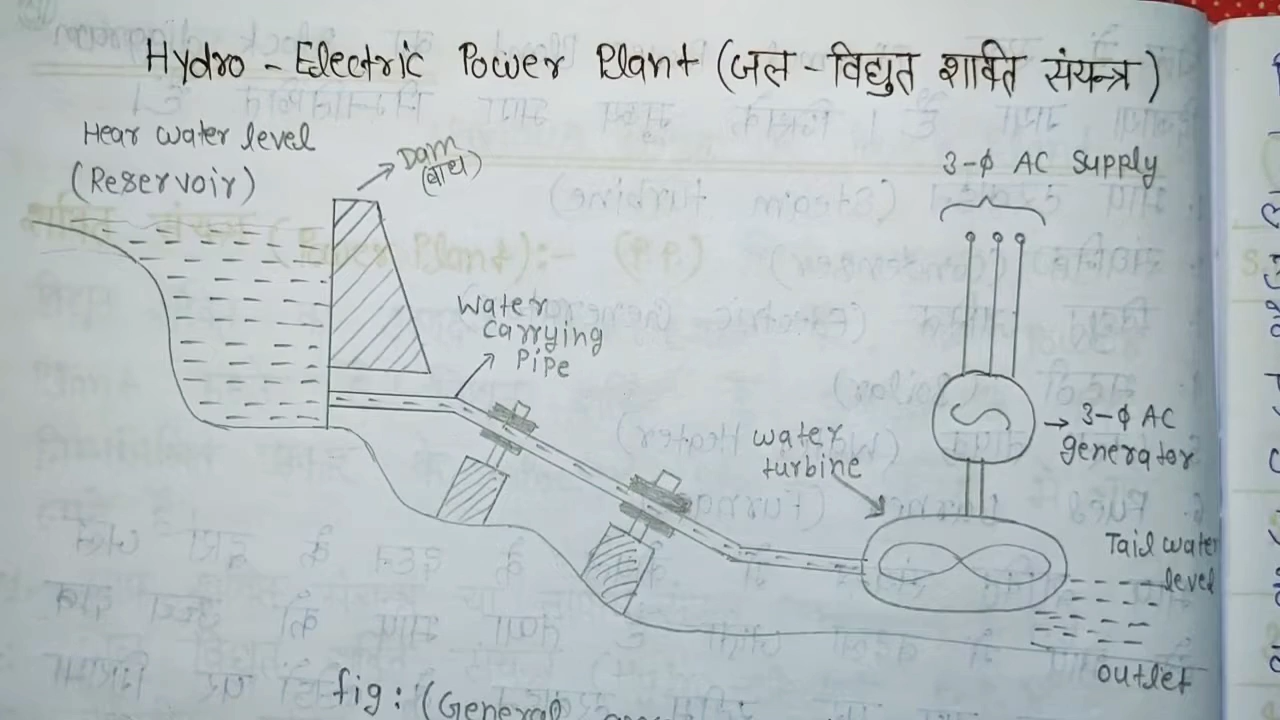 Hydro - Electric Power Plant (जल - विद्युत शक्ति संयन्त्र)
Hear water level
(Reservoir)
Dam
(बांध)
3-ϕ AC Supply
Water
Carrying
Pipe
3-ϕ AC
generator
water
turbine
Tail water
level
outlet
fig: (General